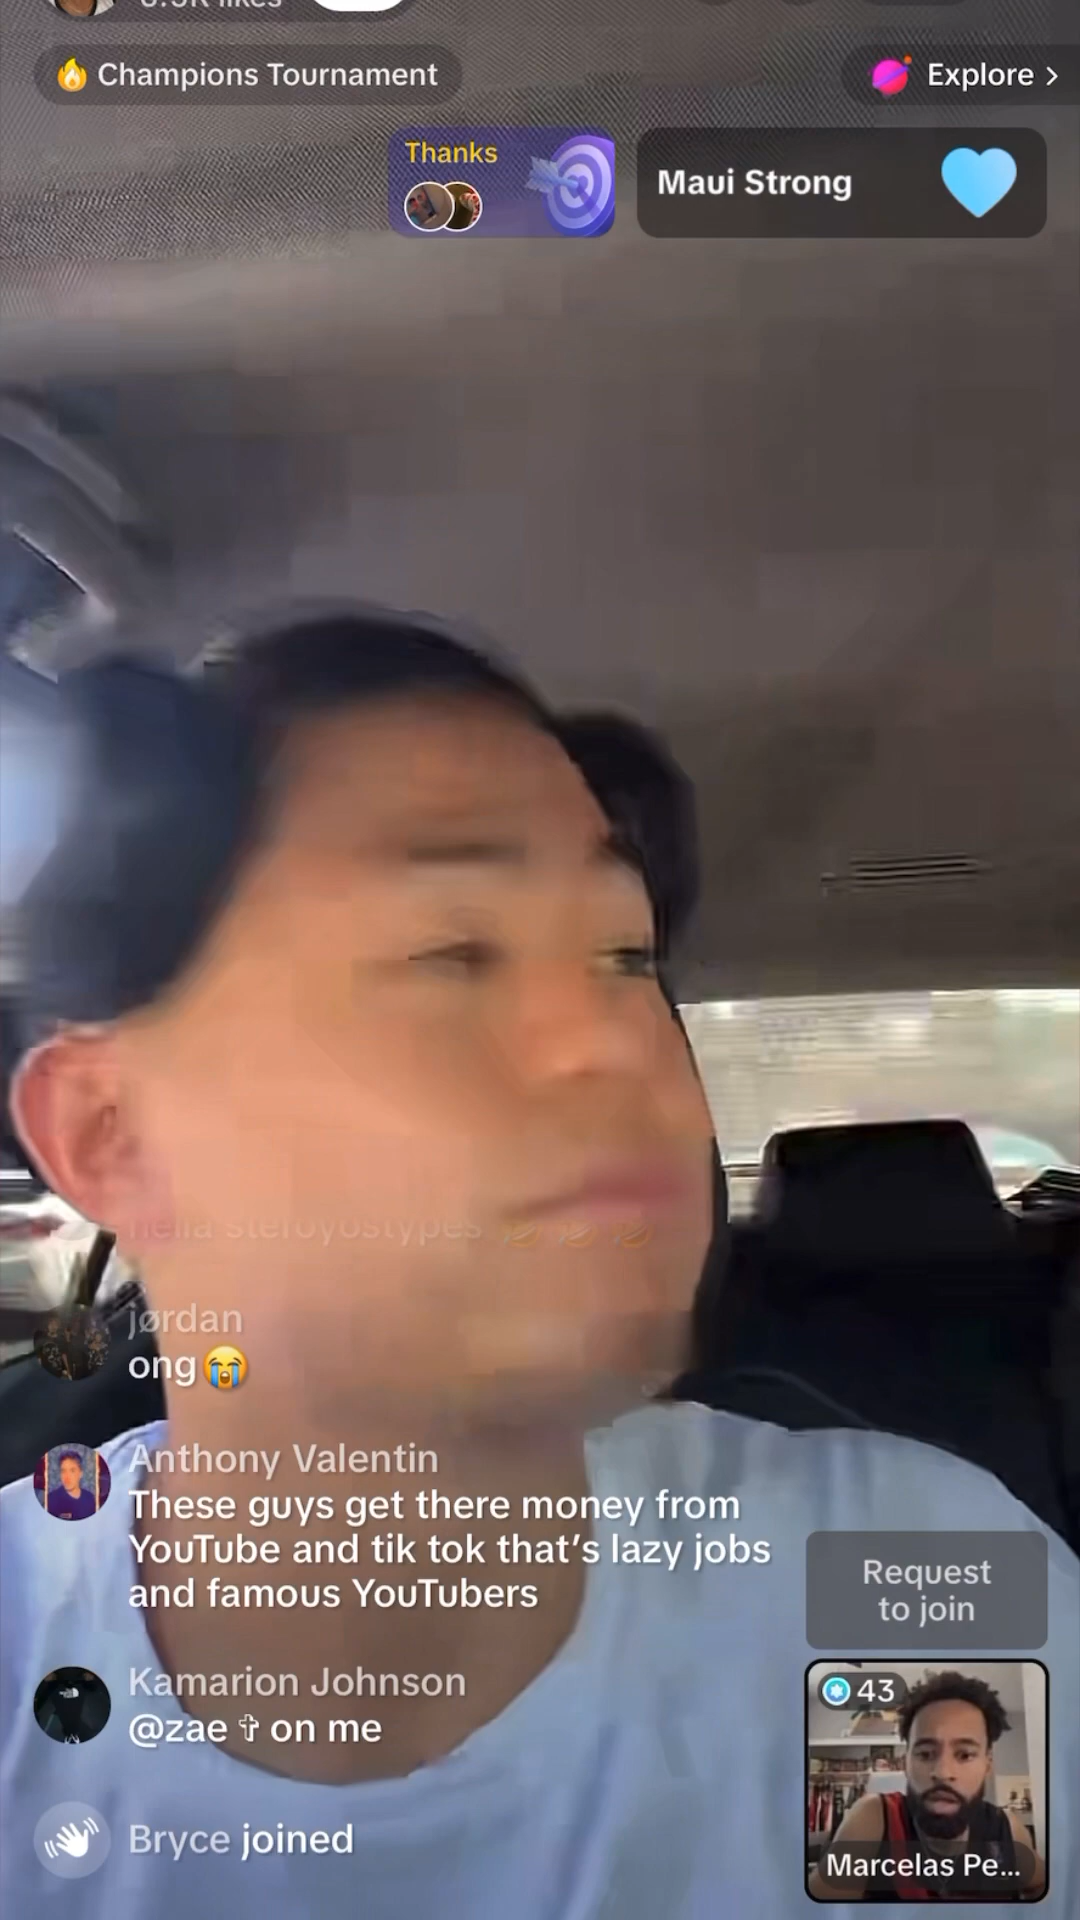 🔥 Champions Tournament
Explore >
Thanks
Maui Strong
jørdan
ong😭
Anthony Valentin
These guys get there money from
YouTube and tik tok that's lazy jobs
and famous YouTubers
Request
to join
Kamarion Johnson
@zae ✞ on me
43
Bryce joined
Marcelas Pe...